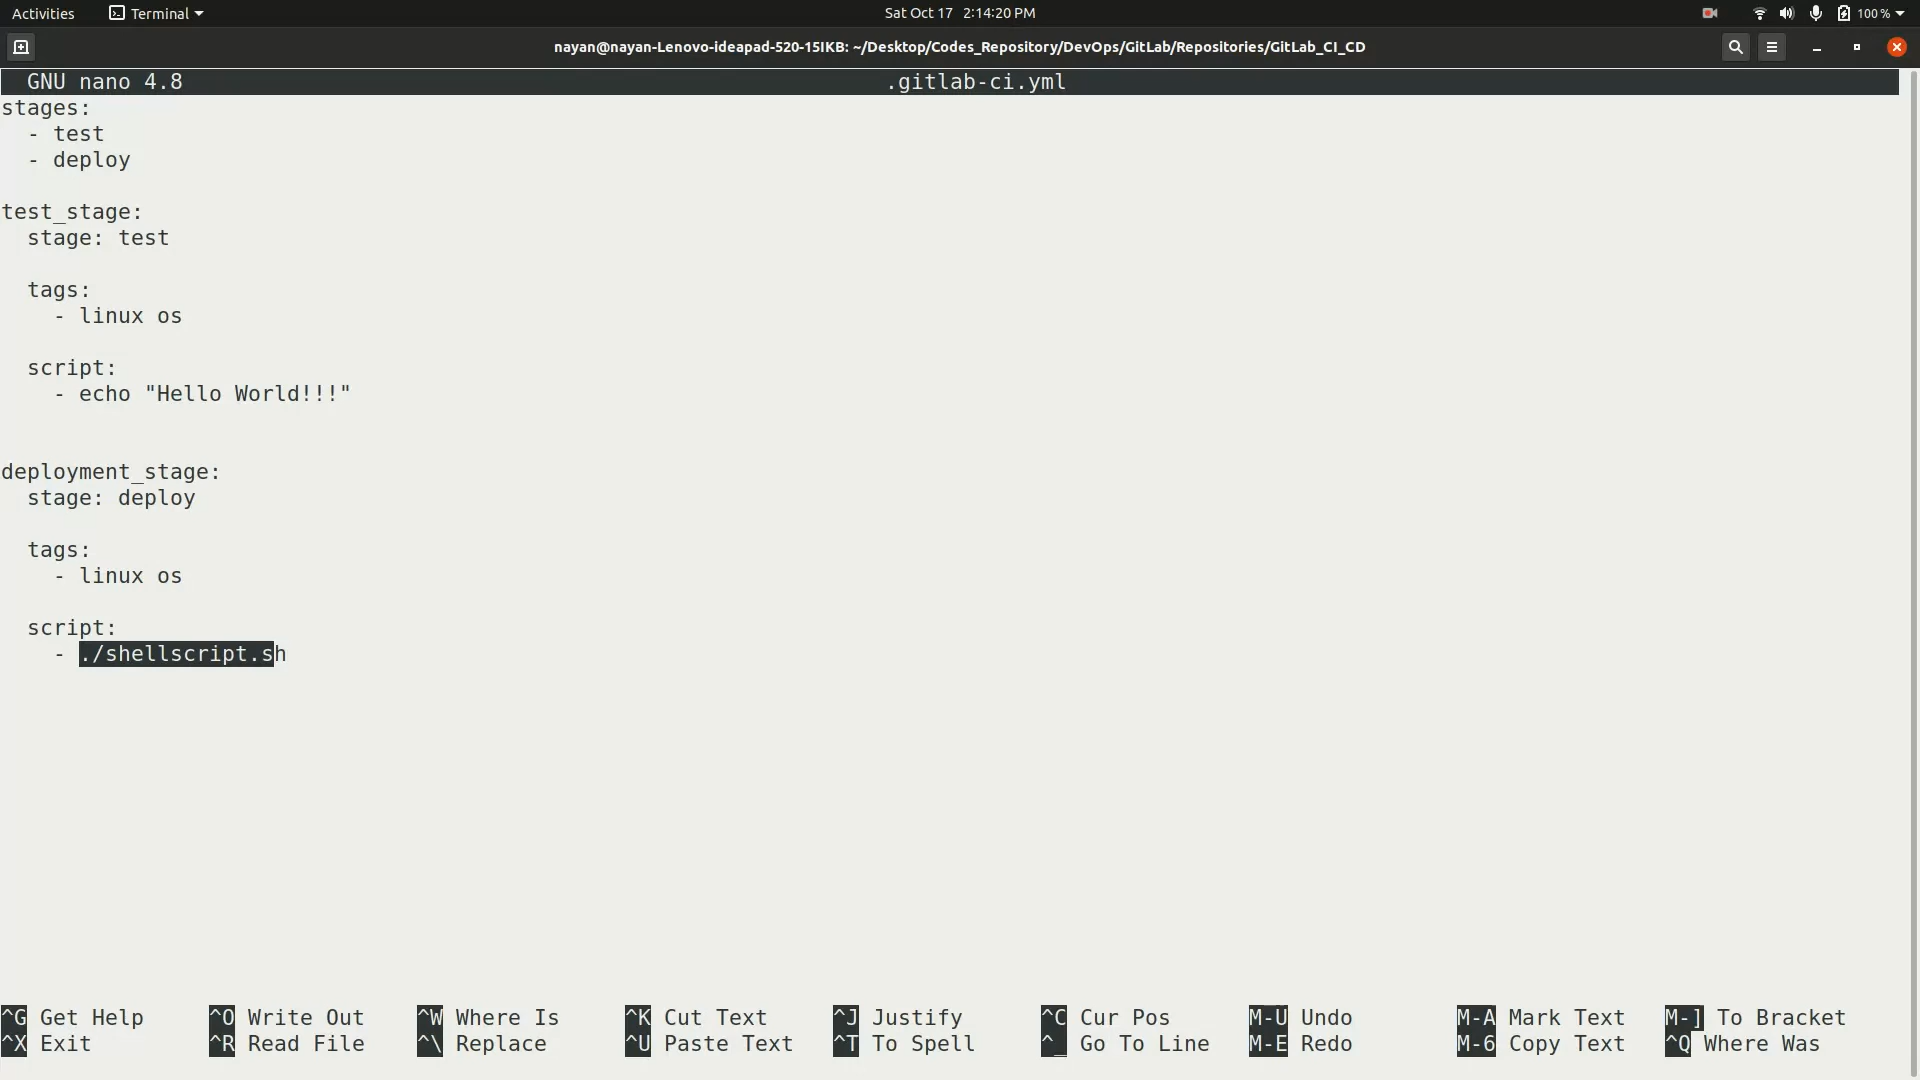 Activities Terminal Sat Oct 17 2:14:20 PM 100 %
nayan@nayan-Lenovo-ideapad-520-15IKB: ~/Desktop/Codes_Repository/DevOps/GitLab/Repositories/GitLab_CI_CD
GNU nano 4.8 .gitlab-ci.yml
stages:
  - test
  - deploy
test_stage:
  stage: test
  tags:
    - linux os
  script:
    - echo "Hello World!!!"
deployment_stage:
  stage: deploy
  tags:
    - linux os
  script:
    - ./shellscript.sh
^G Get Help ^O Write Out ^W Where Is ^K Cut Text ^J Justify ^C Cur Pos M-U Undo M-A Mark Text M-] To Bracket
^X Exit ^R Read File ^\ Replace ^U Paste Text ^T To Spell ^_ Go To Line M-E Redo M-6 Copy Text ^Q Where Was